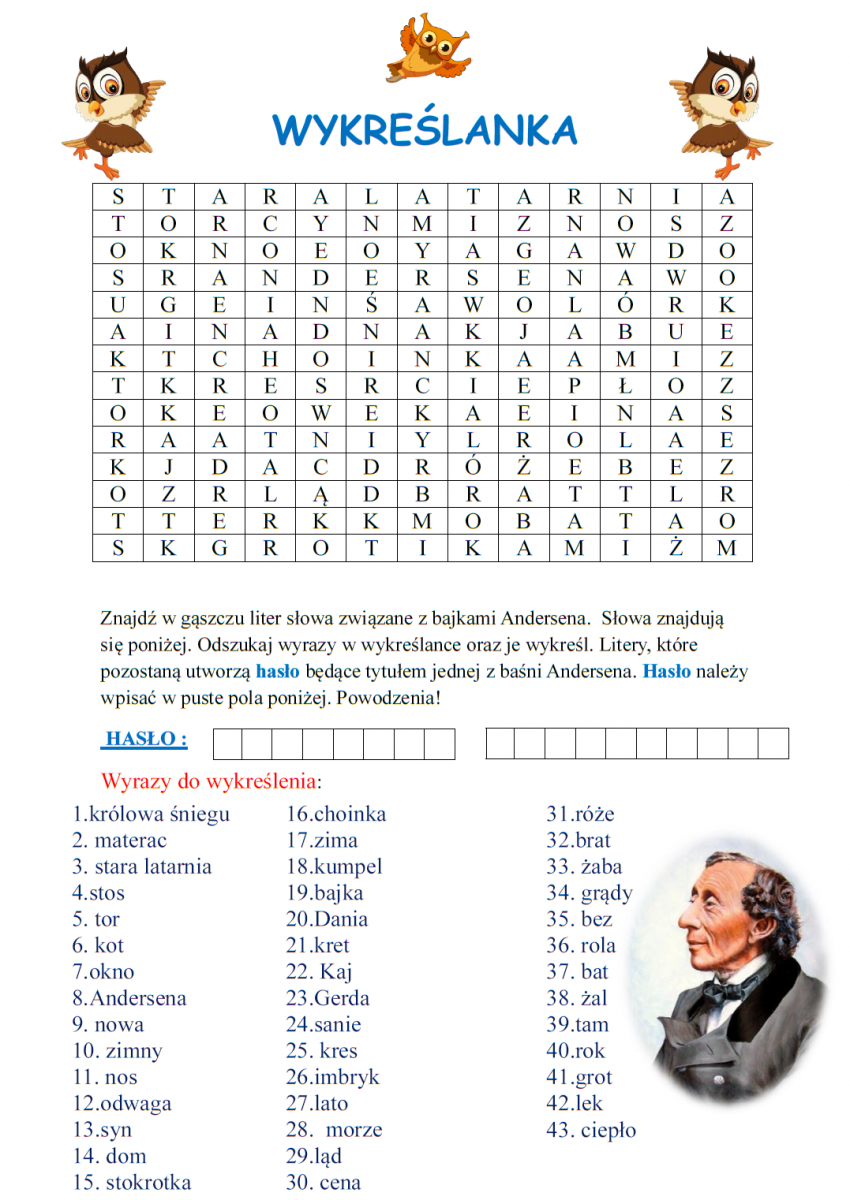 WYKREŚLANKA
S T A R A L A T A R N I A
T O R C Y N M I Z N O S Z
O K N O E O Y A G A W D O
S R A N D E R S E N A W O
U G E I N Ś A W O L Ó R K
A I N A D N A K J A B U E
K T C H O I N K A A M I Z
T K R E S R C I E P Ł O Z
O K E O W E K A E I N A S
R A A T N I Y L R O L A E
K J D A C D R Ó Ż E B E Z
O Z R L Ą D B R A T T L R
T T E R K K M O B A T A O
S K G R O T I K A M I Ż M
Znajdź w gąszczu liter słowa związane z bajkami Andersena. Słowa znajdują
się poniżej. Odszukaj wyrazy w wykreślance oraz je wykreśl. Litery, które
pozostaną utworzą hasło będące tytułem jednej z baśni Andersena. Hasło należy
wpisać w puste pola poniżej. Powodzenia!
HASŁO :
Wyrazy do wykreślenia:
1.królowa śniegu
2. materac
3. stara latarnia
4.stos
5. tor
6. kot
7.okno
8.Andersena
9. nowa
10. zimny
11. nos
12.odwaga
13.syn
14. dom
15. stokrotka
16.choinka
17.zima
18.kumpel
19.bajka
20.Dania
21.kret
22. Kaj
23.Gerda
24.sanie
25. kres
26.imbryk
27.lato
28. morze
29.ląd
30. cena
31.róże
32.brat
33. żaba
34. grądy
35. bez
36. rola
37. bat
38. żal
39.tam
40.rok
41.grot
42.lek
43. ciepło